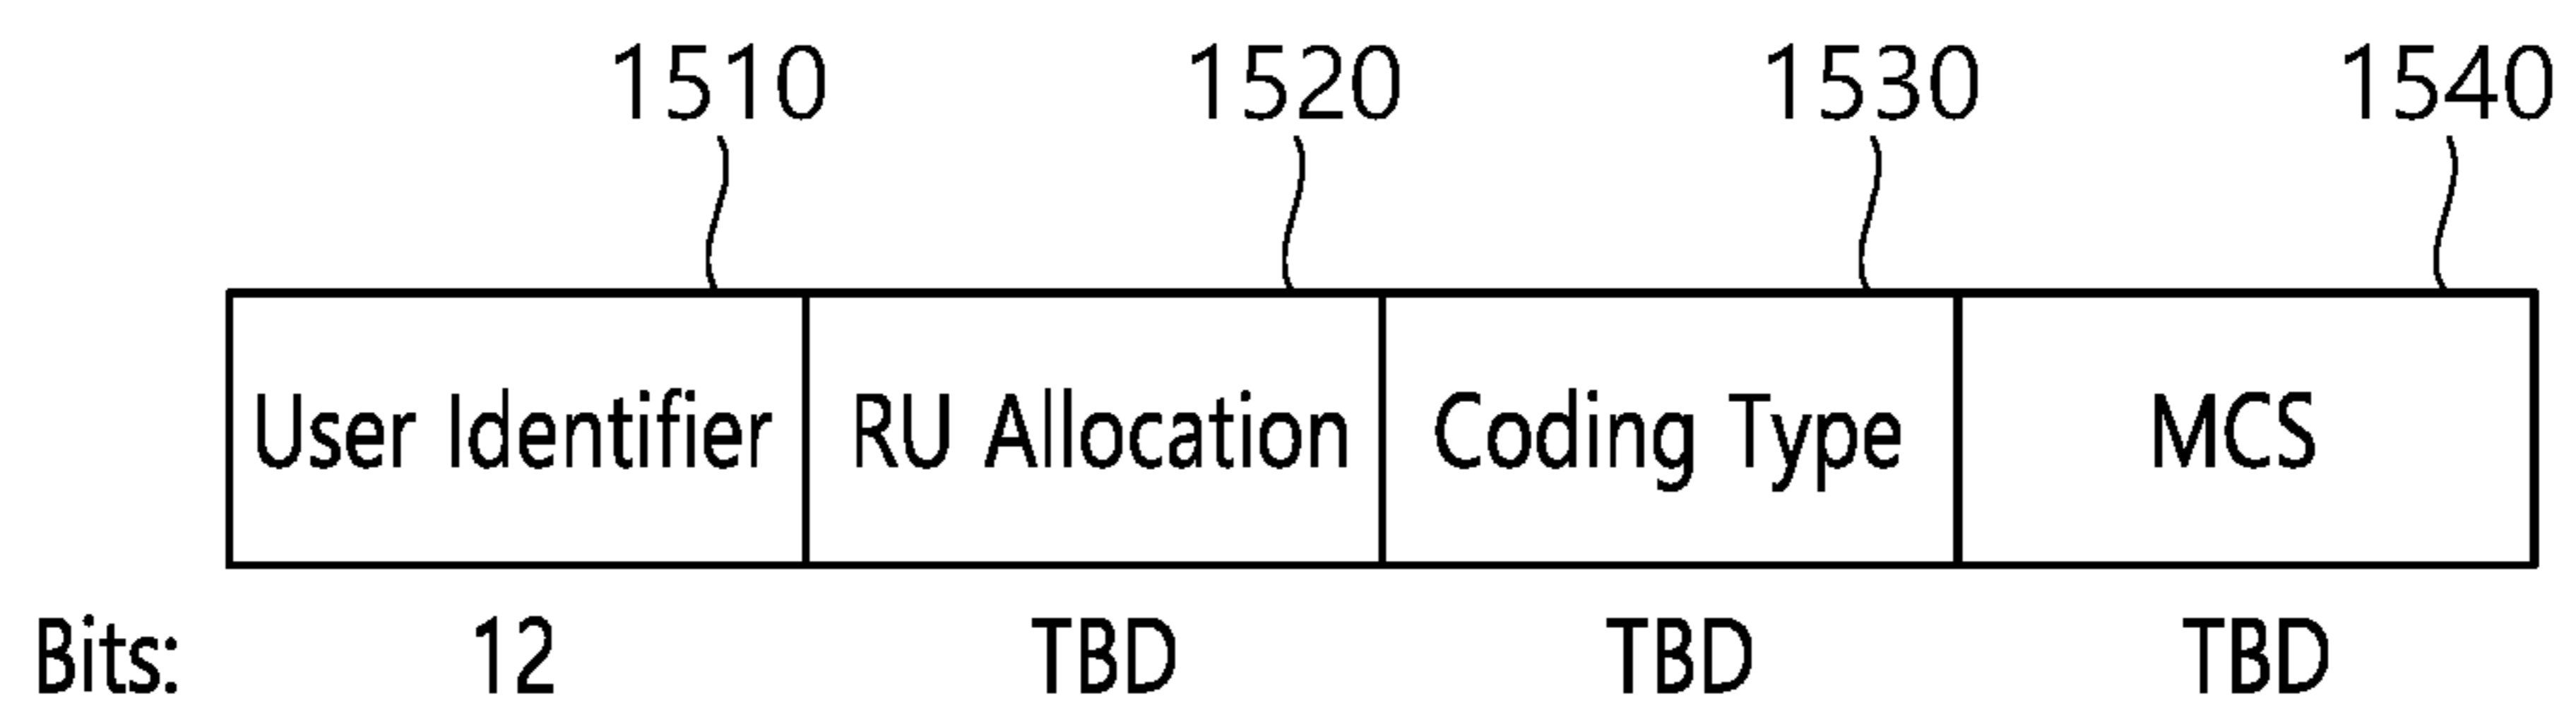 1510 1520 1530 1540
User Identifier RU Allocation Coding Type MCS
Bits: 12 TBD TBD TBD